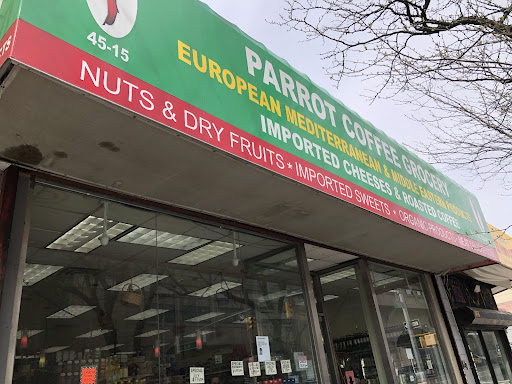 45-15
PARROT COFFEE GROCERY
EUROPEAN MEDITERRANEAN & MIDDLE EASTERN PRODUCTS
IMPORTED CHEESES & ROASTED COFFEE
NUTS & DRY FRUITS * IMPORTED SWEETS * ORGANIC PRODUCTS